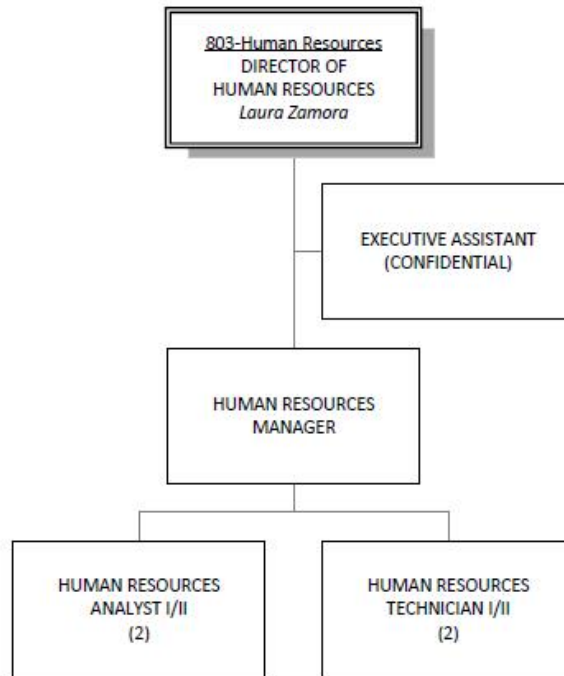 803-Human Resources
DIRECTOR OF
HUMAN RESOURCES
Laura Zamora
EXECUTIVE ASSISTANT
(CONFIDENTIAL)
HUMAN RESOURCES
MANAGER
HUMAN RESOURCES
ANALYST I/II
(2)
HUMAN RESOURCES
TECHNICIAN I/II
(2)